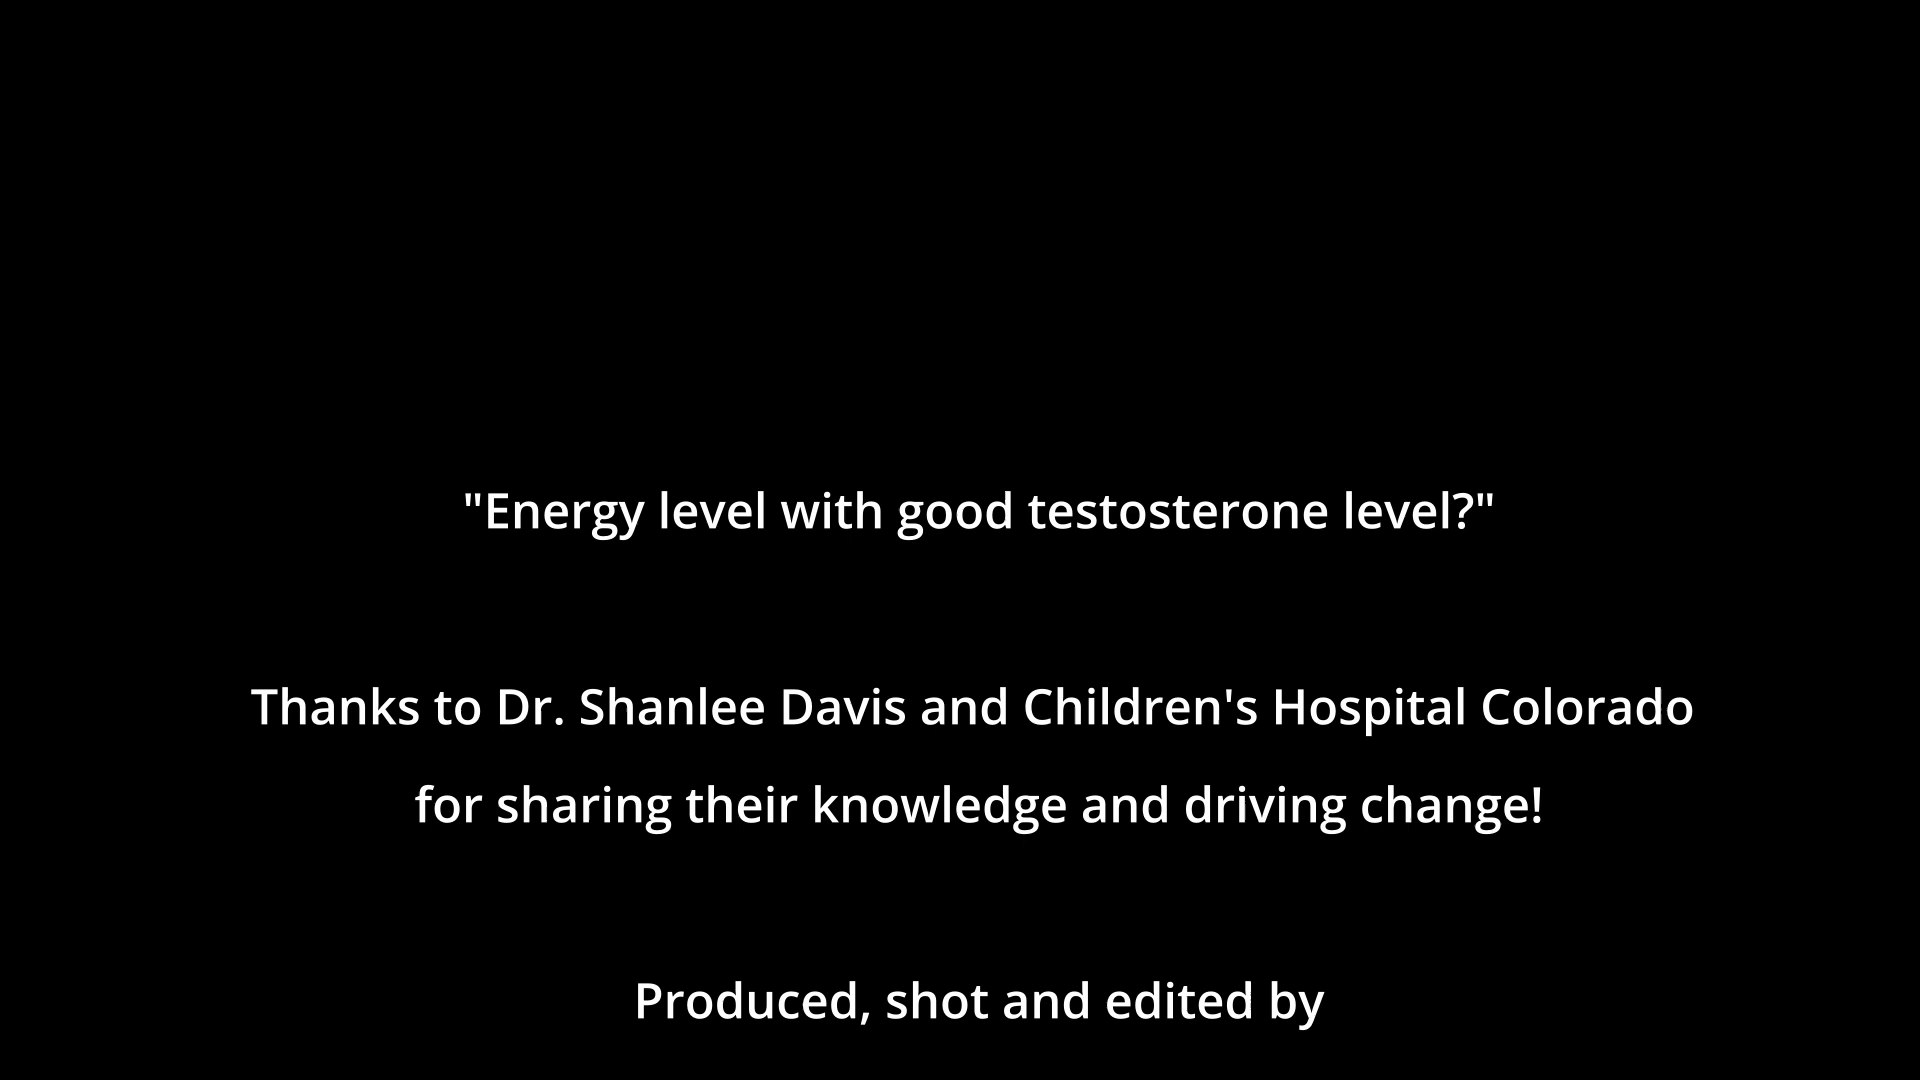 "Energy level with good testosterone level?"
Thanks to Dr. Shanlee Davis and Children's Hospital Colorado
for sharing their knowledge and driving change!
Produced, shot and edited by